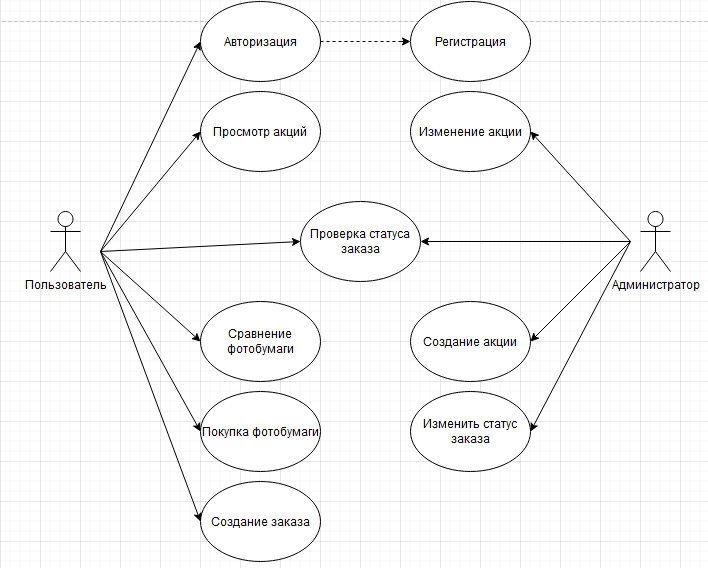 Авторизация
Регистрация
Просмотр акций
Изменение акции
Проверка статуса
заказа
Пользователь
Администратор
Сравнение
фотобумаги
Создание акции
Покупка фотобумаги
Изменить статус
заказа
Создание заказа